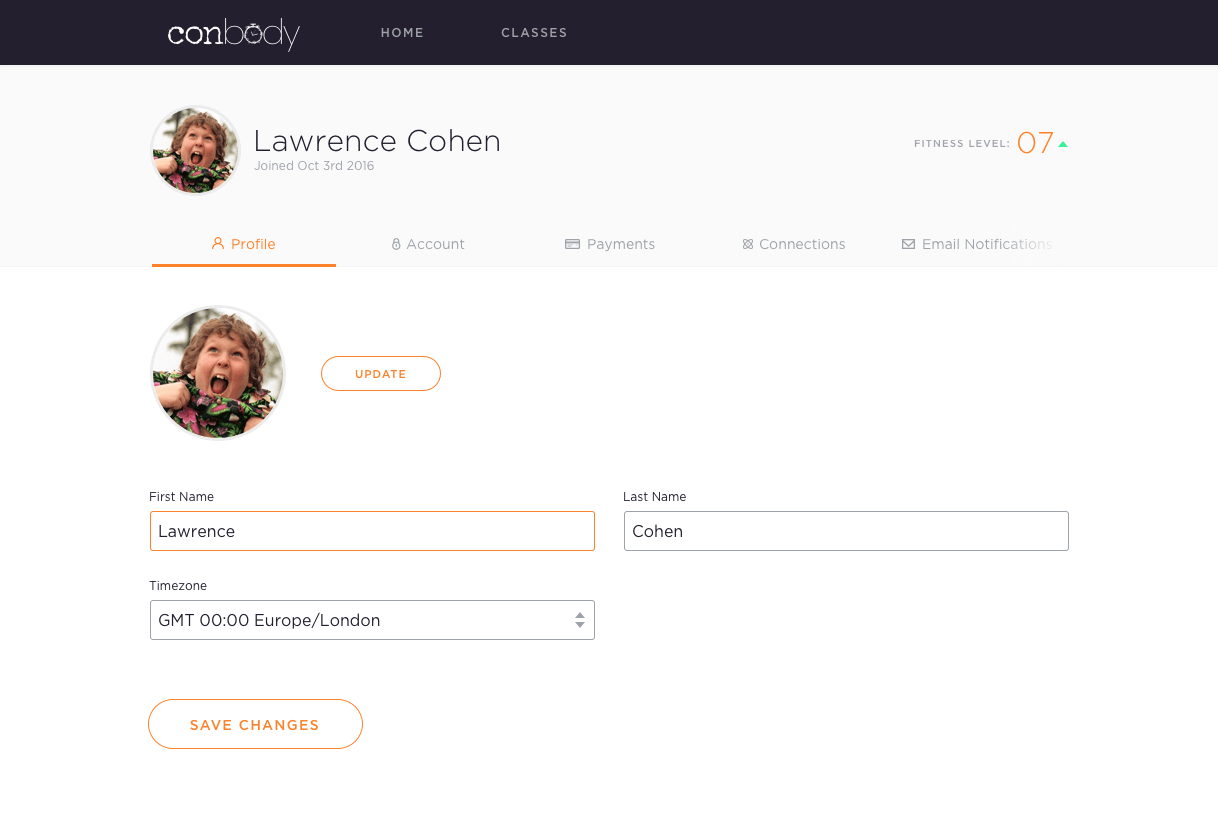 conbody HOME CLASSES
Lawrence Cohen
Joined Oct 3rd 2016
FITNESS LEVEL: 07
Profile Account Payments Connections Email Notifications
UPDATE
First Name Last Name
Lawrence Cohen
Timezone
GMT 00:00 Europe/London
SAVE CHANGES